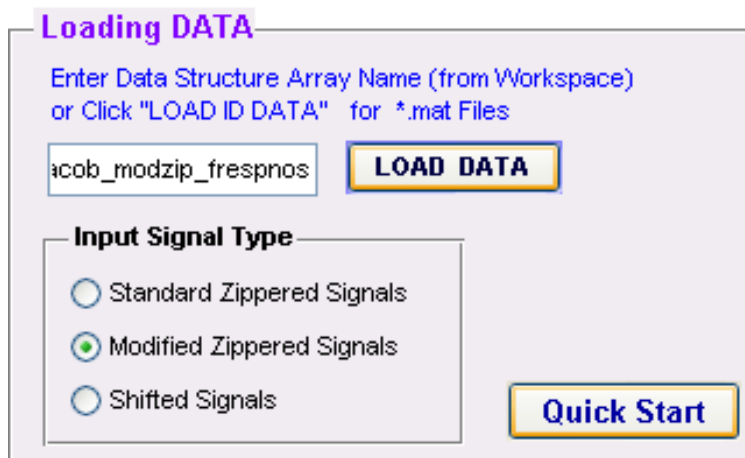 Loading DATA
Enter Data Structure Array Name (from Workspace)
or Click "LOAD ID DATA" for *.mat Files
acob_modzip_frespnos
LOAD DATA
Input Signal Type
Standard Zippered Signals
Modified Zippered Signals
Shifted Signals
Quick Start